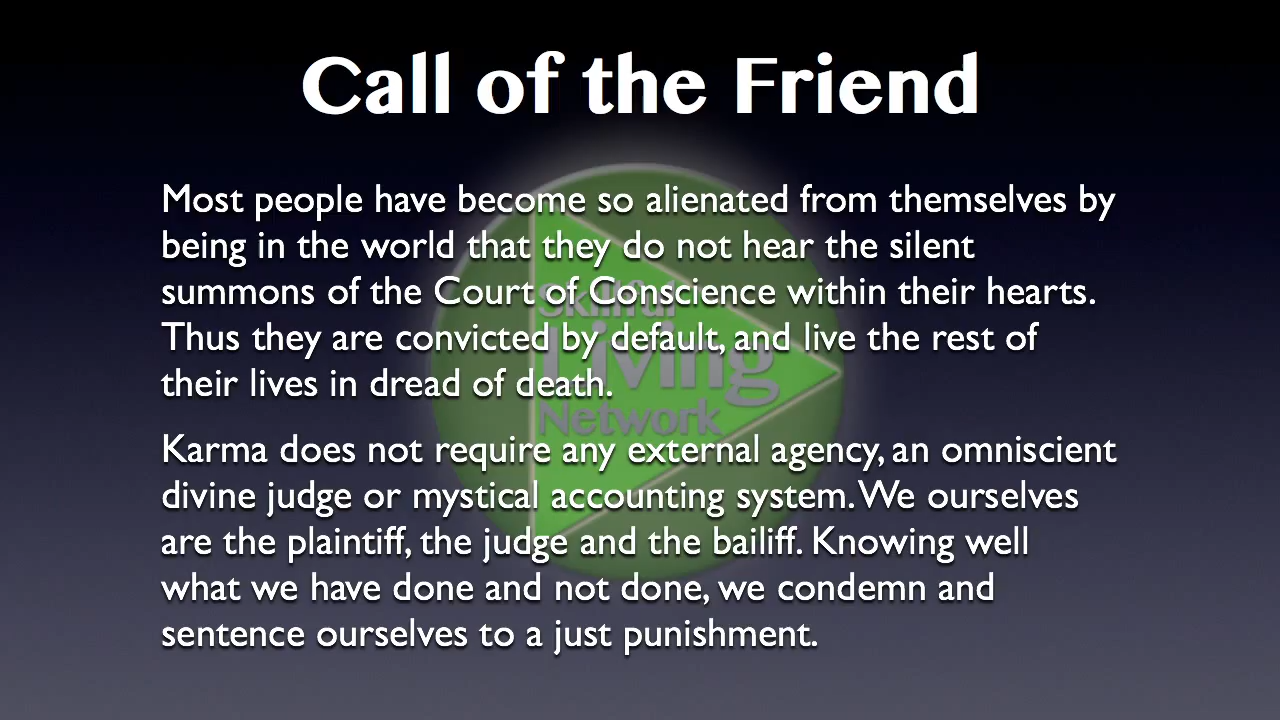 Call of the Friend
Most people have become so alienated from themselves by
being in the world that they do not hear the silent
summons of the Court of Conscience within their hearts.
Thus they are convicted by default, and live the rest of
their lives in dread of death.
Karma does not require any external agency, an omniscient
divine judge or mystical accounting system. We ourselves
are the plaintiff, the judge and the bailiff. Knowing well
what we have done and not done, we condemn and
sentence ourselves to a just punishment.
Skillful
Living
Network